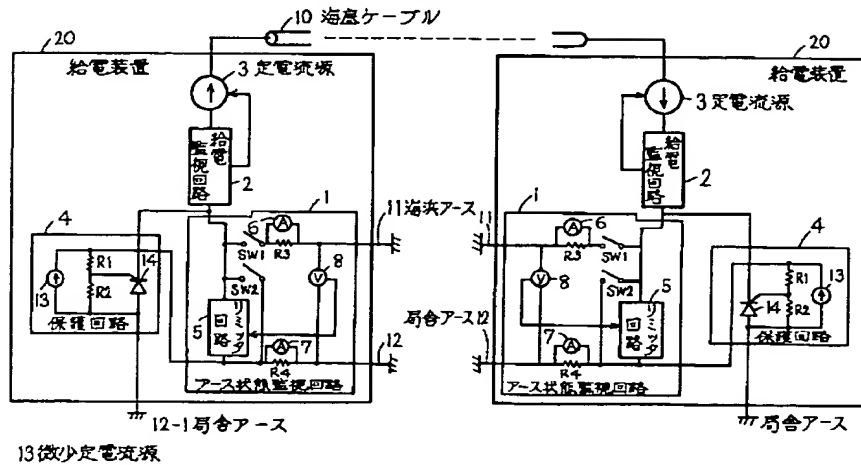 10 海底ケーブル
20
給電装置
3 定電流源
給電監視回路
2
1
4
13
R1
R2
14
保護回路
6
A
R3
SW1
SW2
V
8
5
リミッタ回路
7
A
R4
アース状態監視回路
11 海浜アース
12
12-1 局舎アース
13 微少定電流源
20
給電装置
3 定電流源
給電監視回路
2
1
11
A
6
R3
SW1
V
8
SW2
5
リミッタ回路
局舎アース 12
7
A
R4
アース状態監視回路
4
R1
R2
14
13
保護回路
局舎アース